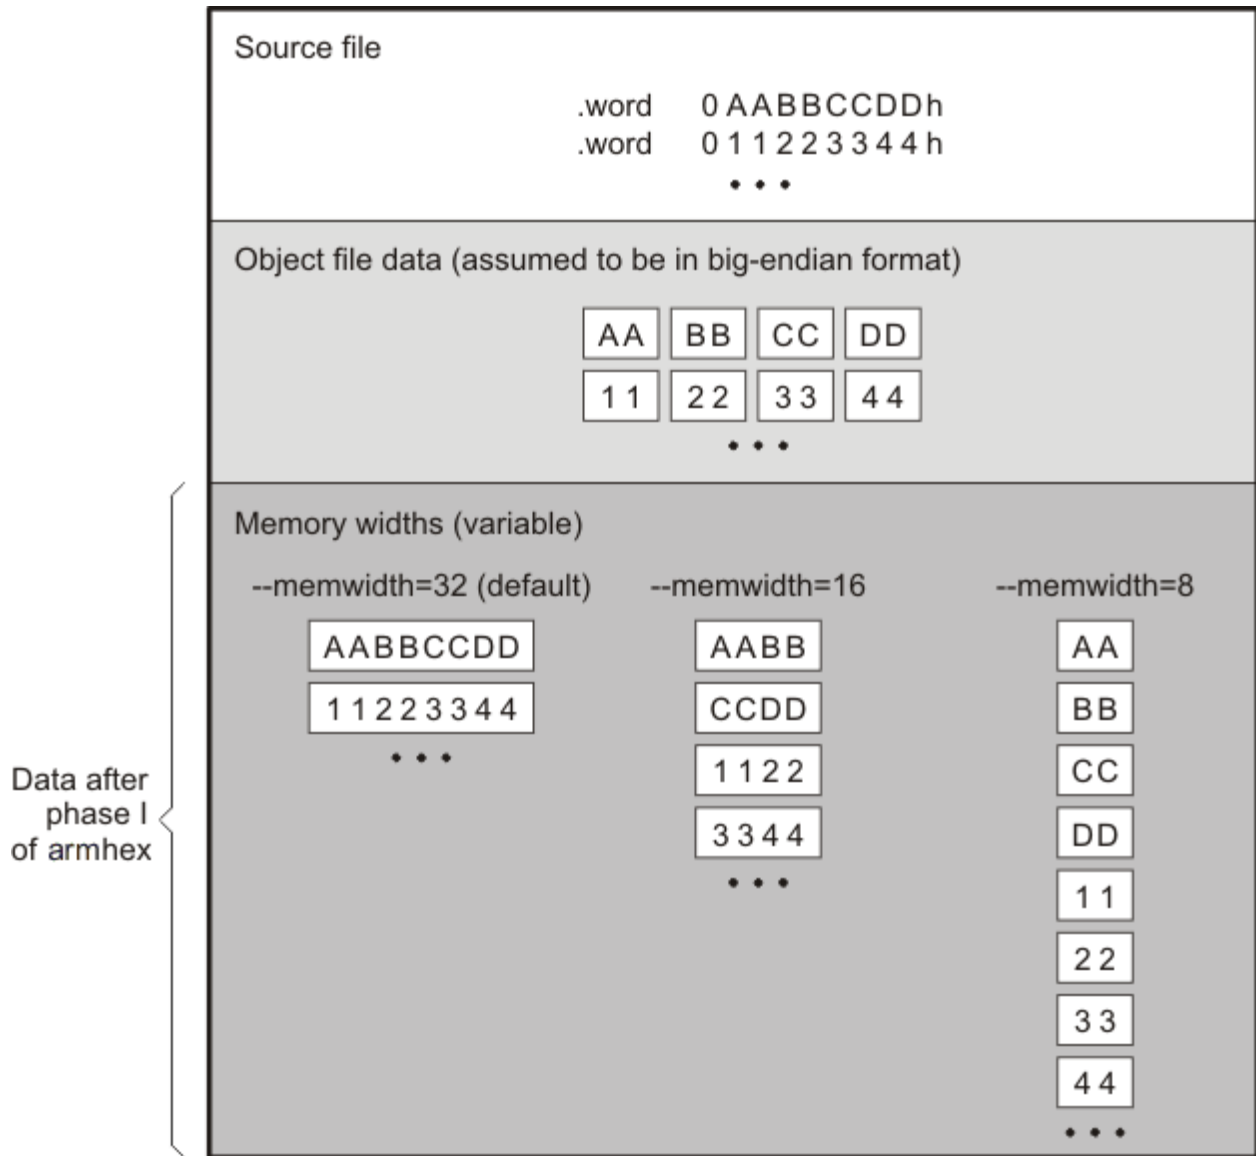 Source file
.word 0AABBCCDDh
.word 011223344h
• • •
Object file data (assumed to be in big-endian format)
AA BB CC DD
11 22 33 44
• • •
Memory widths (variable)
--memwidth=32 (default) --memwidth=16 --memwidth=8
AABBCCDD AABB AA
11223344 CCDD BB
• • • 1122 CC
3344 DD
• • • 11
22
33
44
• • •
Data after
phase I
of armhex